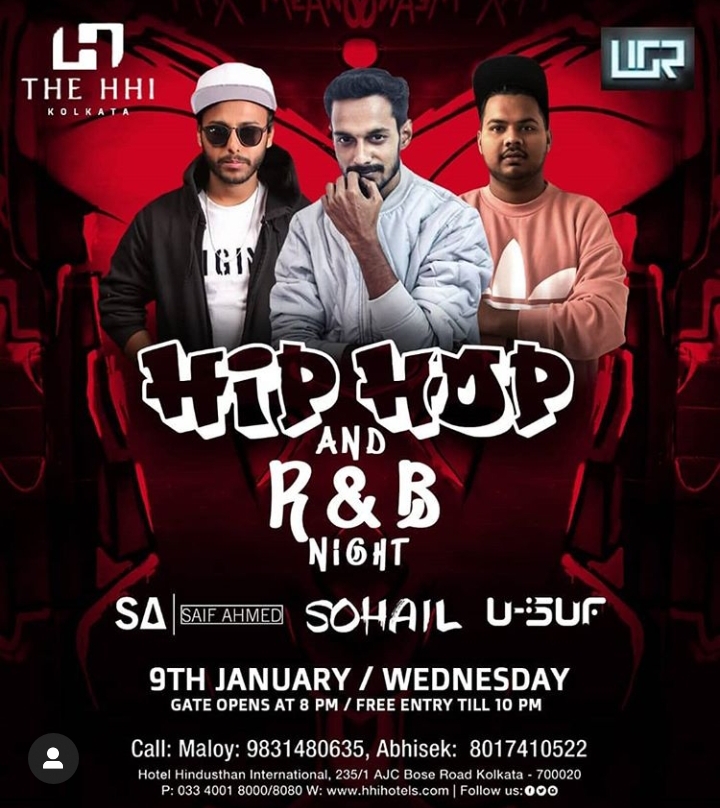 THE HHI
KOLKATA
UGR
HIP HOP
AND
R & B
NIGHT
SA | SAIF AHMED SOHAIL U-SUF
9TH JANUARY / WEDNESDAY
GATE OPENS AT 8 PM / FREE ENTRY TILL 10 PM
Call: Maloy: 9831480635, Abhisek: 8017410522
Hotel Hindusthan International, 235/1 AJC Bose Road Kolkata - 700020
P: 033 4001 8000/8080 W: www.hhihotels.com | Follow us: